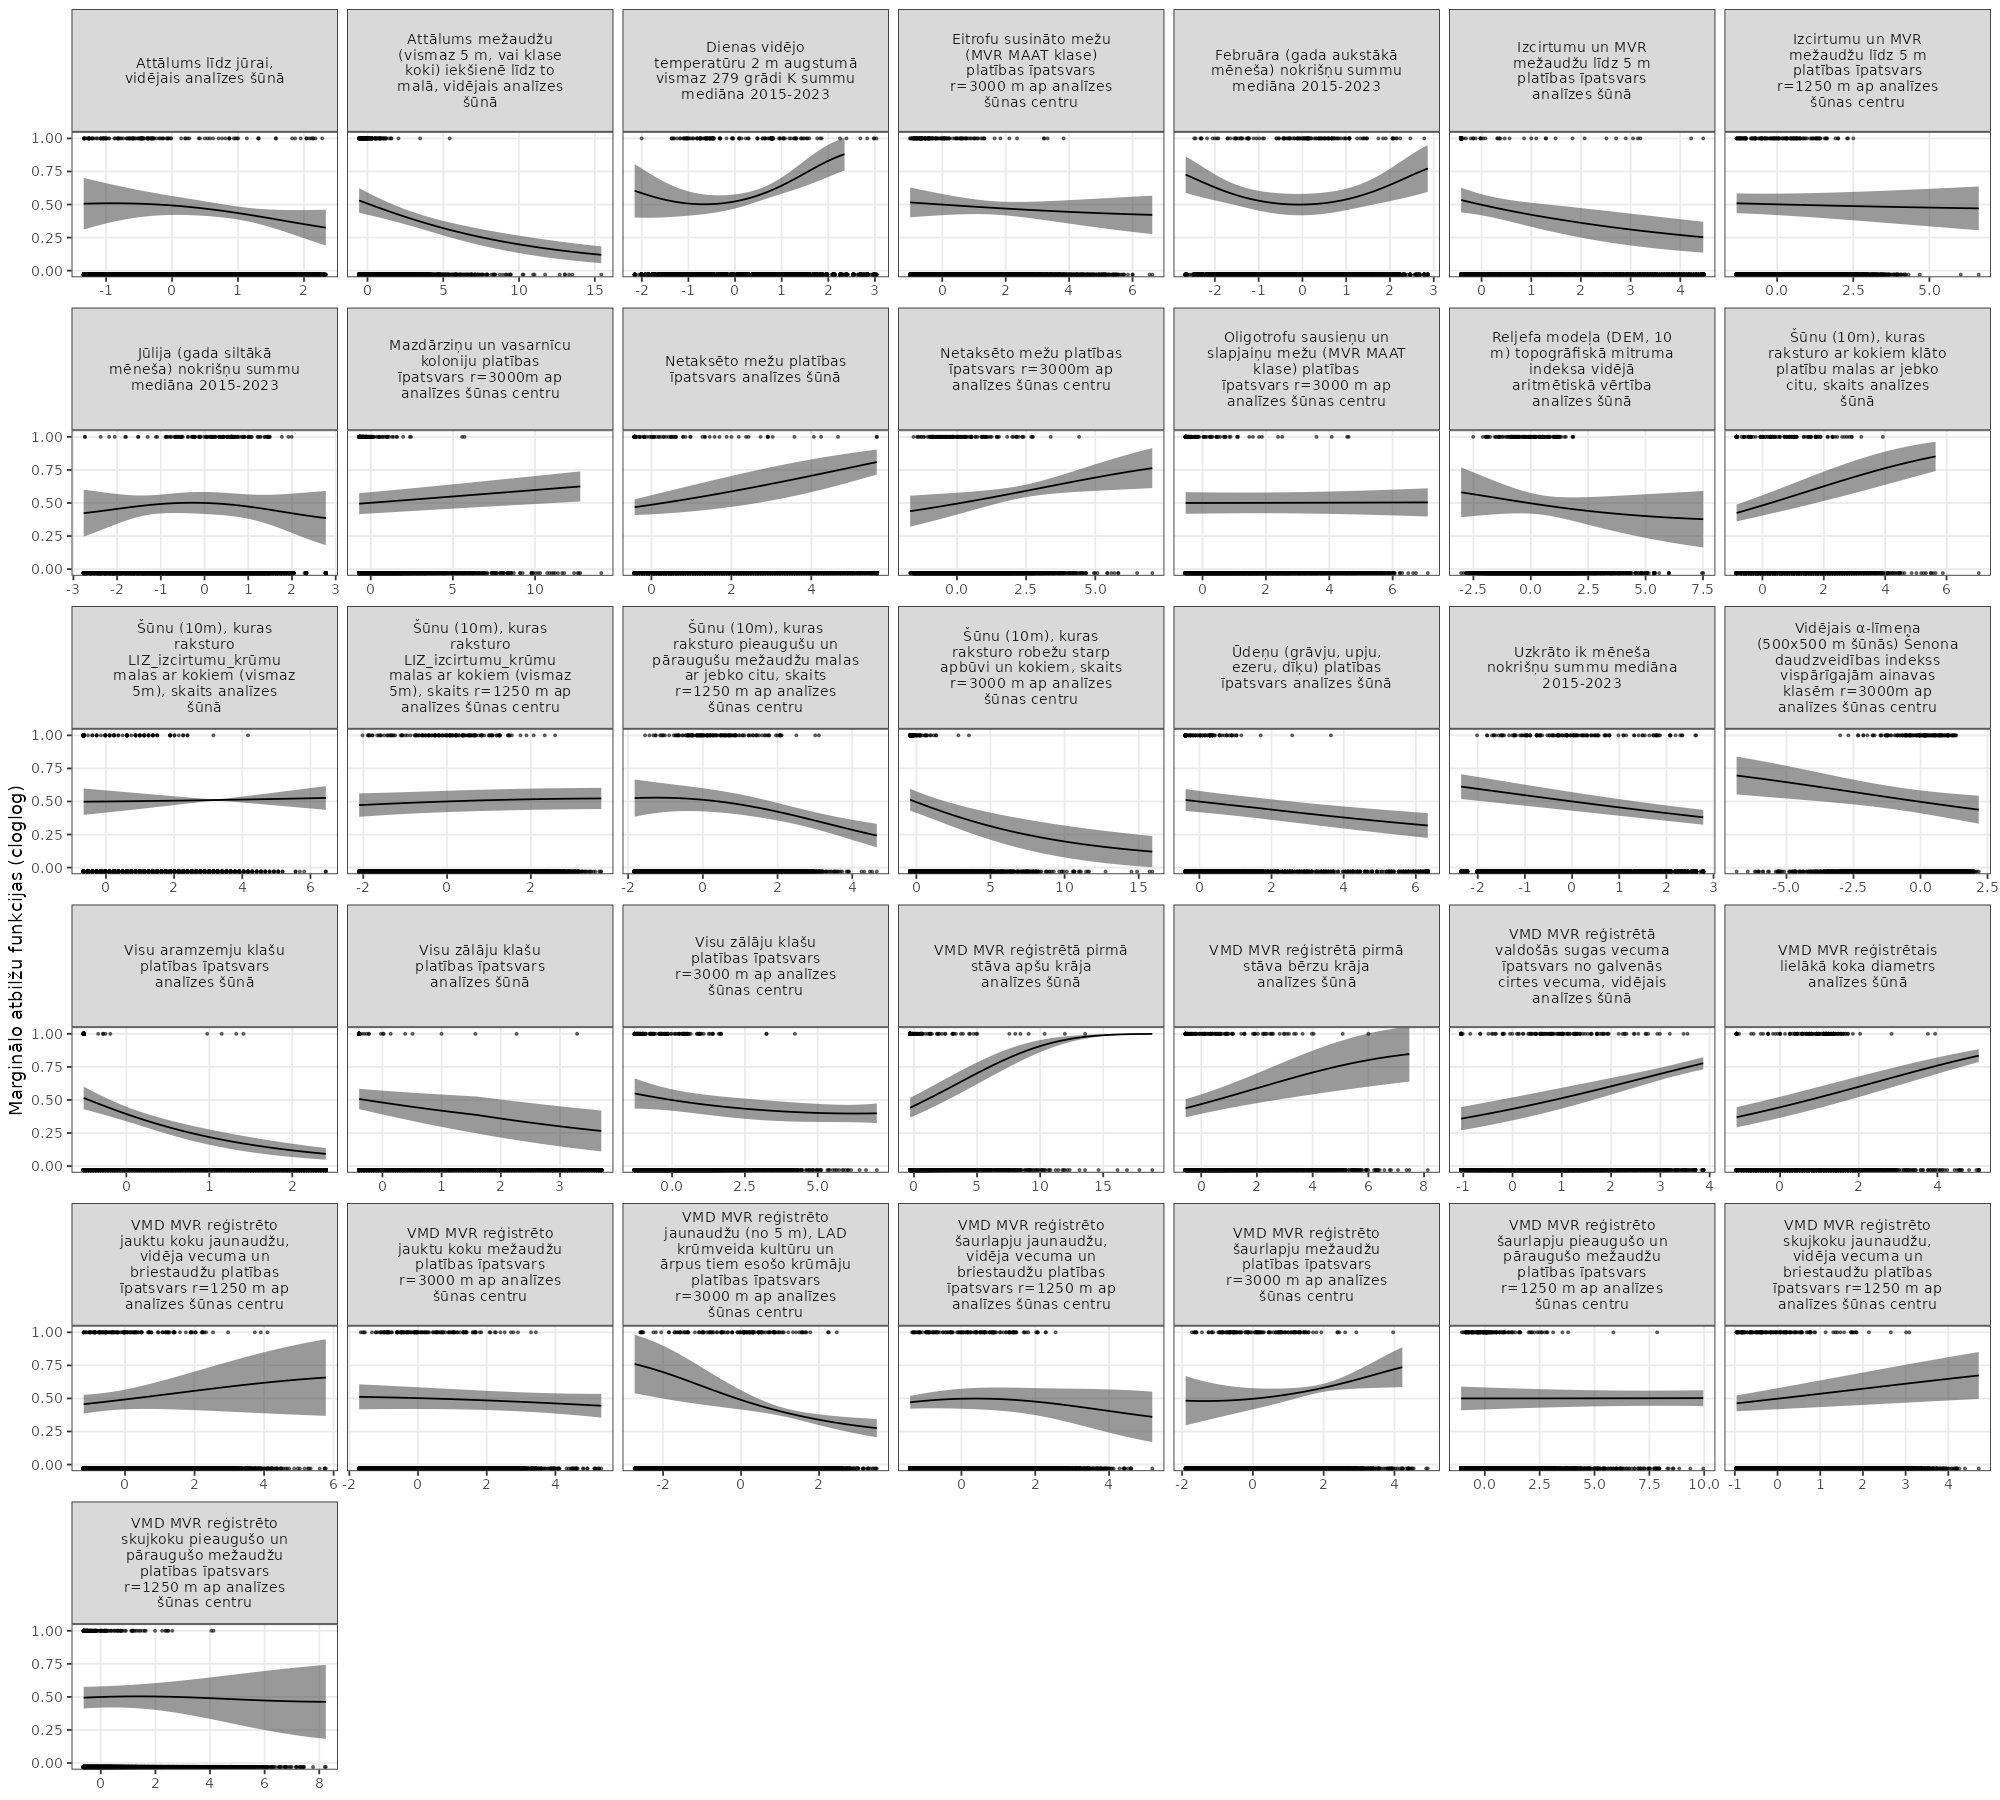 Attālums līdz jūrai,
vidējais analīzes šūnā
Attālums mežaudžu
(vismaz 5 m, vai klase
koki) iekšienē līdz to
malā, vidējais analīzes
šūnā
Dienas vidējo
temperatūru 2 m augstumā
vismaz 279 grādi K summu
mediāna 2015-2023
Eitrofu susināto mežu
(MVR MAAT klase)
platības īpatsvars
r=3000 m ap analīzes
šūnas centru
Februāra (gada aukstākā
mēneša) nokrišņu summu
mediāna 2015-2023
Izcirtumu un MVR
mežaudžu līdz 5 m
platības īpatsvars
analīzes šūnā
Izcirtumu un MVR
mežaudžu līdz 5 m
platības īpatsvars
r=1250 m ap analīzes
šūnas centru
1.00
0.75
0.50
0.25
0.00
-1 0 1 2
0 5 10 15
-2 -1 0 1 2 3
0 2 4 6
-2 -1 0 1 2 3
0 1 2 3 4
0.0 2.5 5.0
Jūlija (gada siltākā
mēneša) nokrišņu summu
mediāna 2015-2023
Mazdārziņu un vasarnīcu
koloniju platības
īpatsvars r=3000m ap
analīzes šūnas centru
Netaksēto mežu platības
īpatsvars analīzes šūnā
Netaksēto mežu platības
īpatsvars r=3000m ap
analīzes šūnas centru
Oligotrofu sausieņu un
slapjaiņu mežu (MVR MAAT
klase) platības
īpatsvars r=3000 m ap
analīzes šūnas centru
Reljefa modeļa (DEM, 10
m) topogrāfiskā mitruma
indeksa vidējā
aritmētiskā vērtība
analīzes šūnā
Šūnu (10m), kuras
raksturo ar kokiem klāto
platību malas ar jebko
citu, skaits analīzes
šūnā
1.00
0.75
0.50
0.25
0.00
-3 -2 -1 0 1 2 3
0 5 10
0 2 4
0.0 2.5 5.0
0 2 4 6
-2.5 0.0 2.5 5.0 7.5
0 2 4 6
Šūnu (10m), kuras
raksturo
LIZ_izcirtumu_krūmu
malas ar kokiem (vismaz
5m), skaits analīzes
šūnā
Šūnu (10m), kuras
raksturo
LIZ_izcirtumu_krūmu
malas ar kokiem (vismaz
5m), skaits r=1250 m ap
analīzes šūnas centru
Šūnu (10m), kuras
raksturo pieaugušu un
pāraugušu mežaudžu malas
ar jebko citu, skaits
r=1250 m ap analīzes
šūnas centru
Šūnu (10m), kuras
raksturo robežu starp
apbūvi un kokiem, skaits
r=3000 m ap analīzes
šūnas centru
Ūdeņu (grāvju, upju,
ezeru, dīķu) platības
īpatsvars analīzes šūnā
Uzkrāto ik mēneša
nokrišņu summu mediāna
2015-2023
Vidējais α-līmeņa
(500x500 m šūnās) Šenona
daudzveidības indekss
vispārīgajām ainavas
klasēm r=3000m ap
analīzes šūnas centru
1.00
0.75
0.50
0.25
0.00
0 2 4 6
-2 0 2
-2 0 2 4
0 5 10 15
0 2 4 6
-2 -1 0 1 2 3
-5.0 -2.5 0.0 2.5
Marginālo atbilžu funkcijas (cloglog)
Visu aramzemju klašu
platības īpatsvars
analīzes šūnā
Visu zālāju klašu
platības īpatsvars
analīzes šūnā
Visu zālāju klašu
platības īpatsvars
r=3000 m ap analīzes
šūnas centru
VMD MVR reģistrētā pirmā
stāva apšu krāja
analīzes šūnā
VMD MVR reģistrētā pirmā
stāva bērzu krāja
analīzes šūnā
VMD MVR reģistrētā
valdošās sugas vecuma
īpatsvars no galvenās
cirtes vecuma, vidējais
analīzes šūnā
VMD MVR reģistrētais
lielākā koka diametrs
analīzes šūnā
1.00
0.75
0.50
0.25
0.00
0 1 2
0 1 2 3
0.0 2.5 5.0
0 5 10 15
0 2 4 6 8
-1 0 1 2 3 4
0 2 4
VMD MVR reģistrēto
jauktu koku jaunaudžu,
vidēja vecuma un
briestaudžu platības
īpatsvars r=1250 m ap
analīzes šūnas centru
VMD MVR reģistrēto
jauktu koku mežaudžu
platības īpatsvars
r=3000 m ap analīzes
šūnas centru
VMD MVR reģistrēto
jaunaudžu (no 5 m), LAD
krūmveida kultūru un
ārpus tiem esošo krūmāju
platības īpatsvars
r=3000 m ap analīzes
šūnas centru
VMD MVR reģistrēto
šaurlapju jaunaudžu,
vidēja vecuma un
briestaudžu platības
īpatsvars r=1250 m ap
analīzes šūnas centru
VMD MVR reģistrēto
šaurlapju mežaudžu
platības īpatsvars
r=3000 m ap analīzes
šūnas centru
VMD MVR reģistrēto
šaurlapju pieaugušo un
pāraugušo mežaudžu
platības īpatsvars
r=1250 m ap analīzes
šūnas centru
VMD MVR reģistrēto
skujkoku jaunaudžu,
vidēja vecuma un
briestaudžu platības
īpatsvars r=1250 m ap
analīzes šūnas centru
1.00
0.75
0.50
0.25
0.00
0 2 4 6
-2 0 2 4
-2 0 2
0 2 4
-2 0 2 4
0.0 2.5 5.0 7.5 10.0
-1 0 1 2 3 4
VMD MVR reģistrēto
skujkoku pieaugušo un
pāraugušo mežaudžu
platības īpatsvars
r=1250 m ap analīzes
šūnas centru
1.00
0.75
0.50
0.25
0.00
0 2 4 6 8